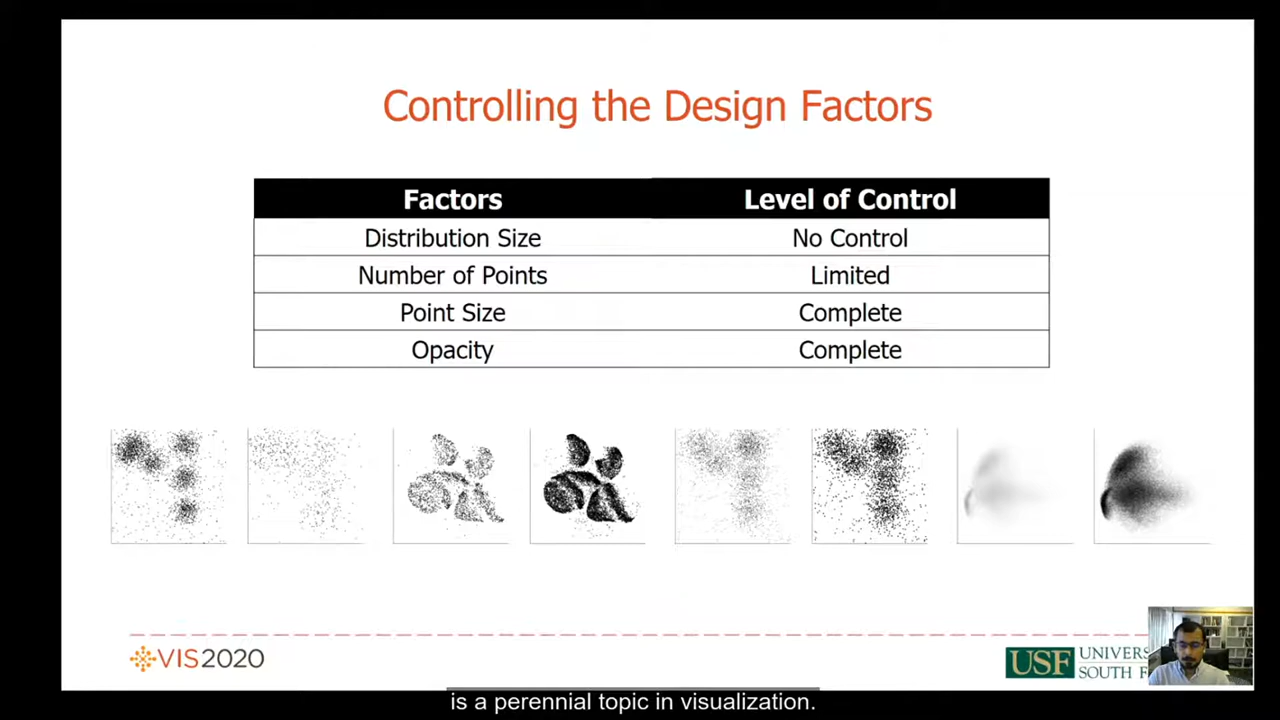 Controlling the Design Factors
Factors Level of Control
Distribution Size No Control
Number of Points Limited
Point Size Complete
Opacity Complete
VIS2020
USF
SOUTH
is a perennial topic in visualization.